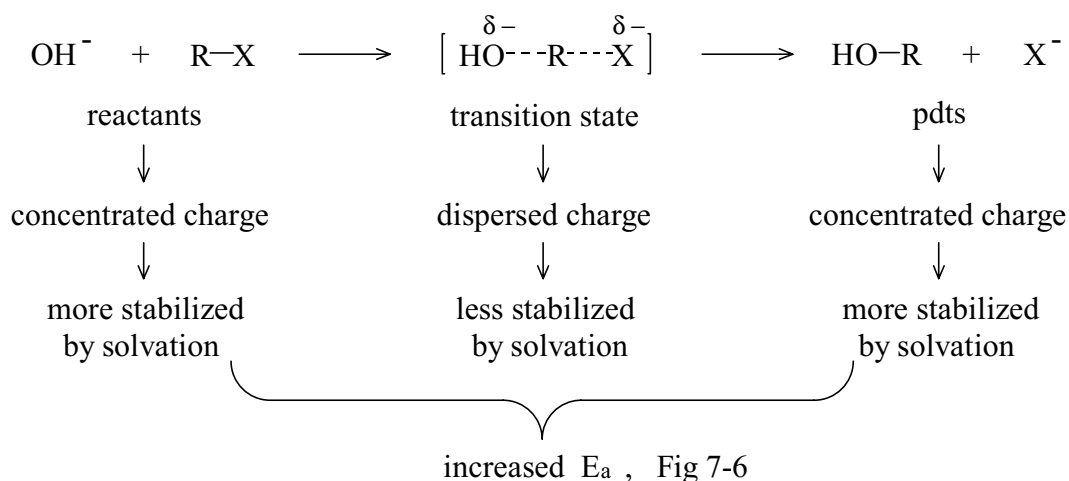 δ– δ–
OH⁻ + R–X ⟶ [ HO---R---X ] ⟶ HO–R + X⁻
reactants transition state pdts
↓ ↓ ↓
concentrated charge dispersed charge concentrated charge
↓ ↓ ↓
more stabilized less stabilized more stabilized
by solvation by solvation by solvation
increased Eₐ , Fig 7-6